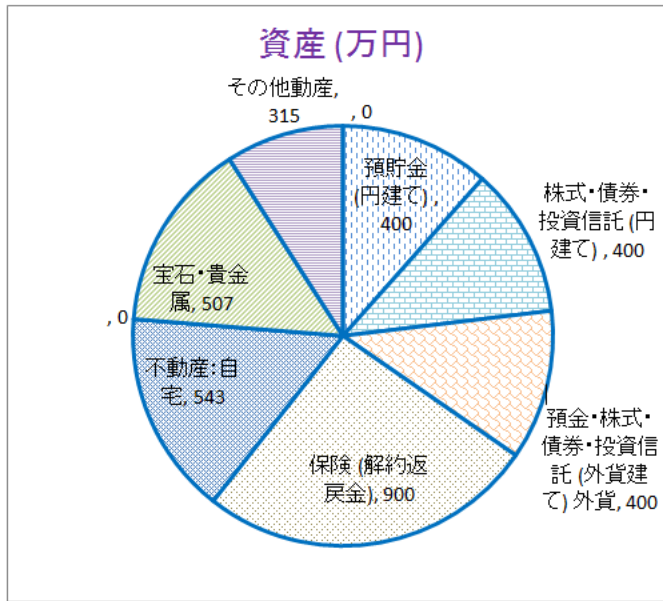 資産 (万円)
その他動産,
315
, 0
預貯金
(円建て) ,
400
株式・債券・
投資信託 (円
建て) , 400
宝石・貴金
属, 507
, 0
不動産:自
宅, 543
預金・株式・
債券・投資信
託 (外貨建
て) 外貨, 400
保険 (解約返
戻金), 900